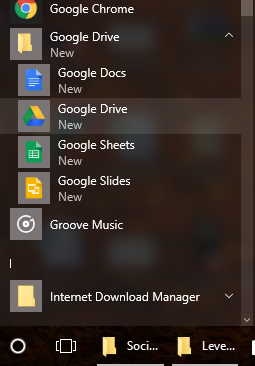 Google Chrome
Google Drive
New
Google Docs
New
Google Drive
New
Google Sheets
New
Google Slides
New
Groove Music
I
Internet Download Manager
Soci...
Leve...